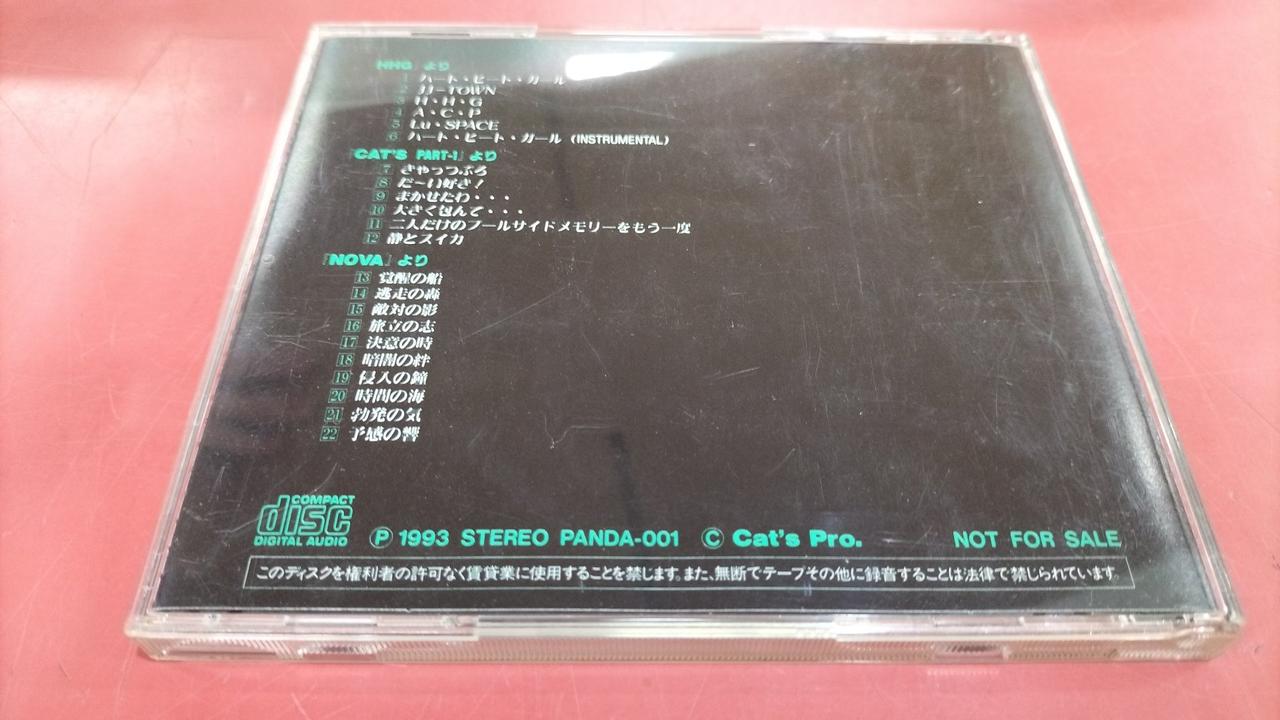 HHG より
1 ハート・ビート・ガール
2 JJ-TOWN
3 H・H・G
4 A・C・P
5 Lu・SPACE
6 ハート・ビート・ガール (INSTRUMENTAL)
『CAT'S PART-1』より
7 きゃっつぷろ
8 だ〜い好き!
9 まかせたわ・・・
10 大きく包んで・・・
11 二人だけのプールサイドメモリーをもう一度
12 静とスイカ
『NOVA』より
13 覚醒の船
14 逃走の轟
15 敵対の影
16 旅立の志
17 決意の時
18 暗闇の絆
19 侵入の鐘
20 時間の海
21 勃発の気
22 予感の響
COMPACT
disc
DIGITAL AUDIO
Ⓟ 1993 STEREO PANDA-001 © Cat's Pro. NOT FOR SALE
このディスクを権利者の許可なく賃貸業に使用することを禁じます。また、無断でテープその他に録音することは法律で禁じられています。